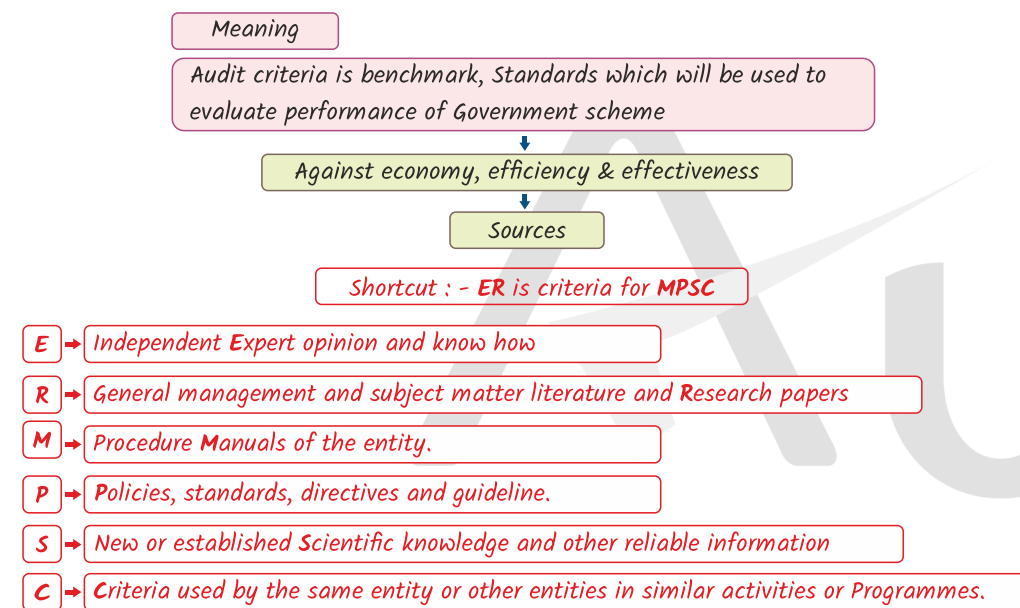 Meaning
Audit criteria is benchmark, Standards which will be used to
evaluate performance of Government scheme
Against economy, efficiency & effectiveness
Sources
Shortcut : - ER is criteria for MPSC
E Independent Expert opinion and know how
R General management and subject matter literature and Research papers
M Procedure Manuals of the entity.
P Policies, standards, directives and guideline.
S New or established Scientific knowledge and other reliable information
C Criteria used by the same entity or other entities in similar activities or Programmes.